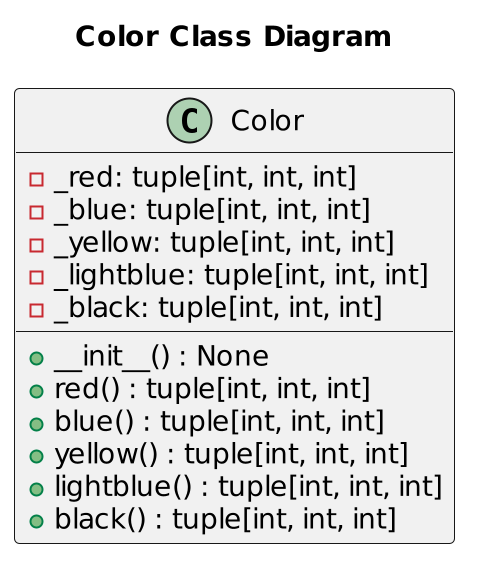 Color Class Diagram
C Color
_red: tuple[int, int, int]
_blue: tuple[int, int, int]
_yellow: tuple[int, int, int]
_lightblue: tuple[int, int, int]
_black: tuple[int, int, int]
__init__() : None
red() : tuple[int, int, int]
blue() : tuple[int, int, int]
yellow() : tuple[int, int, int]
lightblue() : tuple[int, int, int]
black() : tuple[int, int, int]